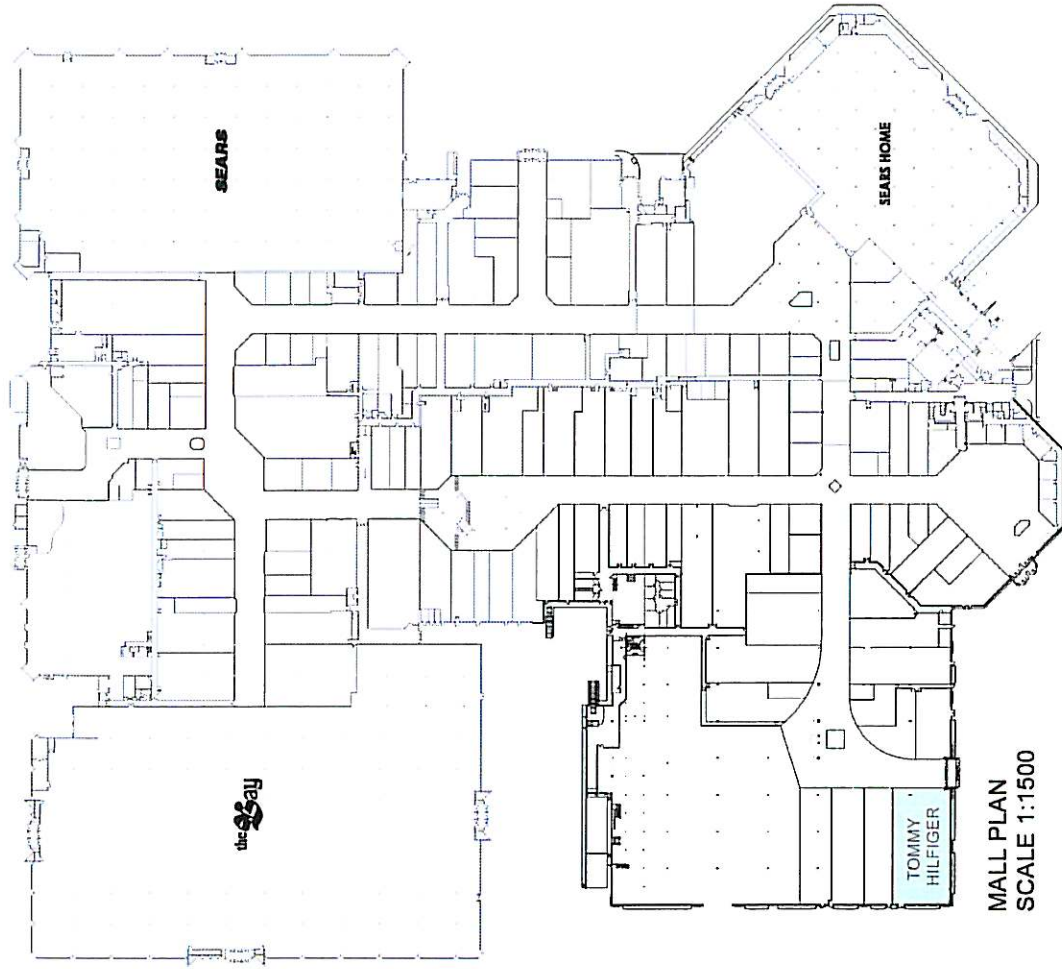 SEARS
SEARS HOME
the Bay
TOMMY
HILFIGER
MALL PLAN
SCALE 1:1500